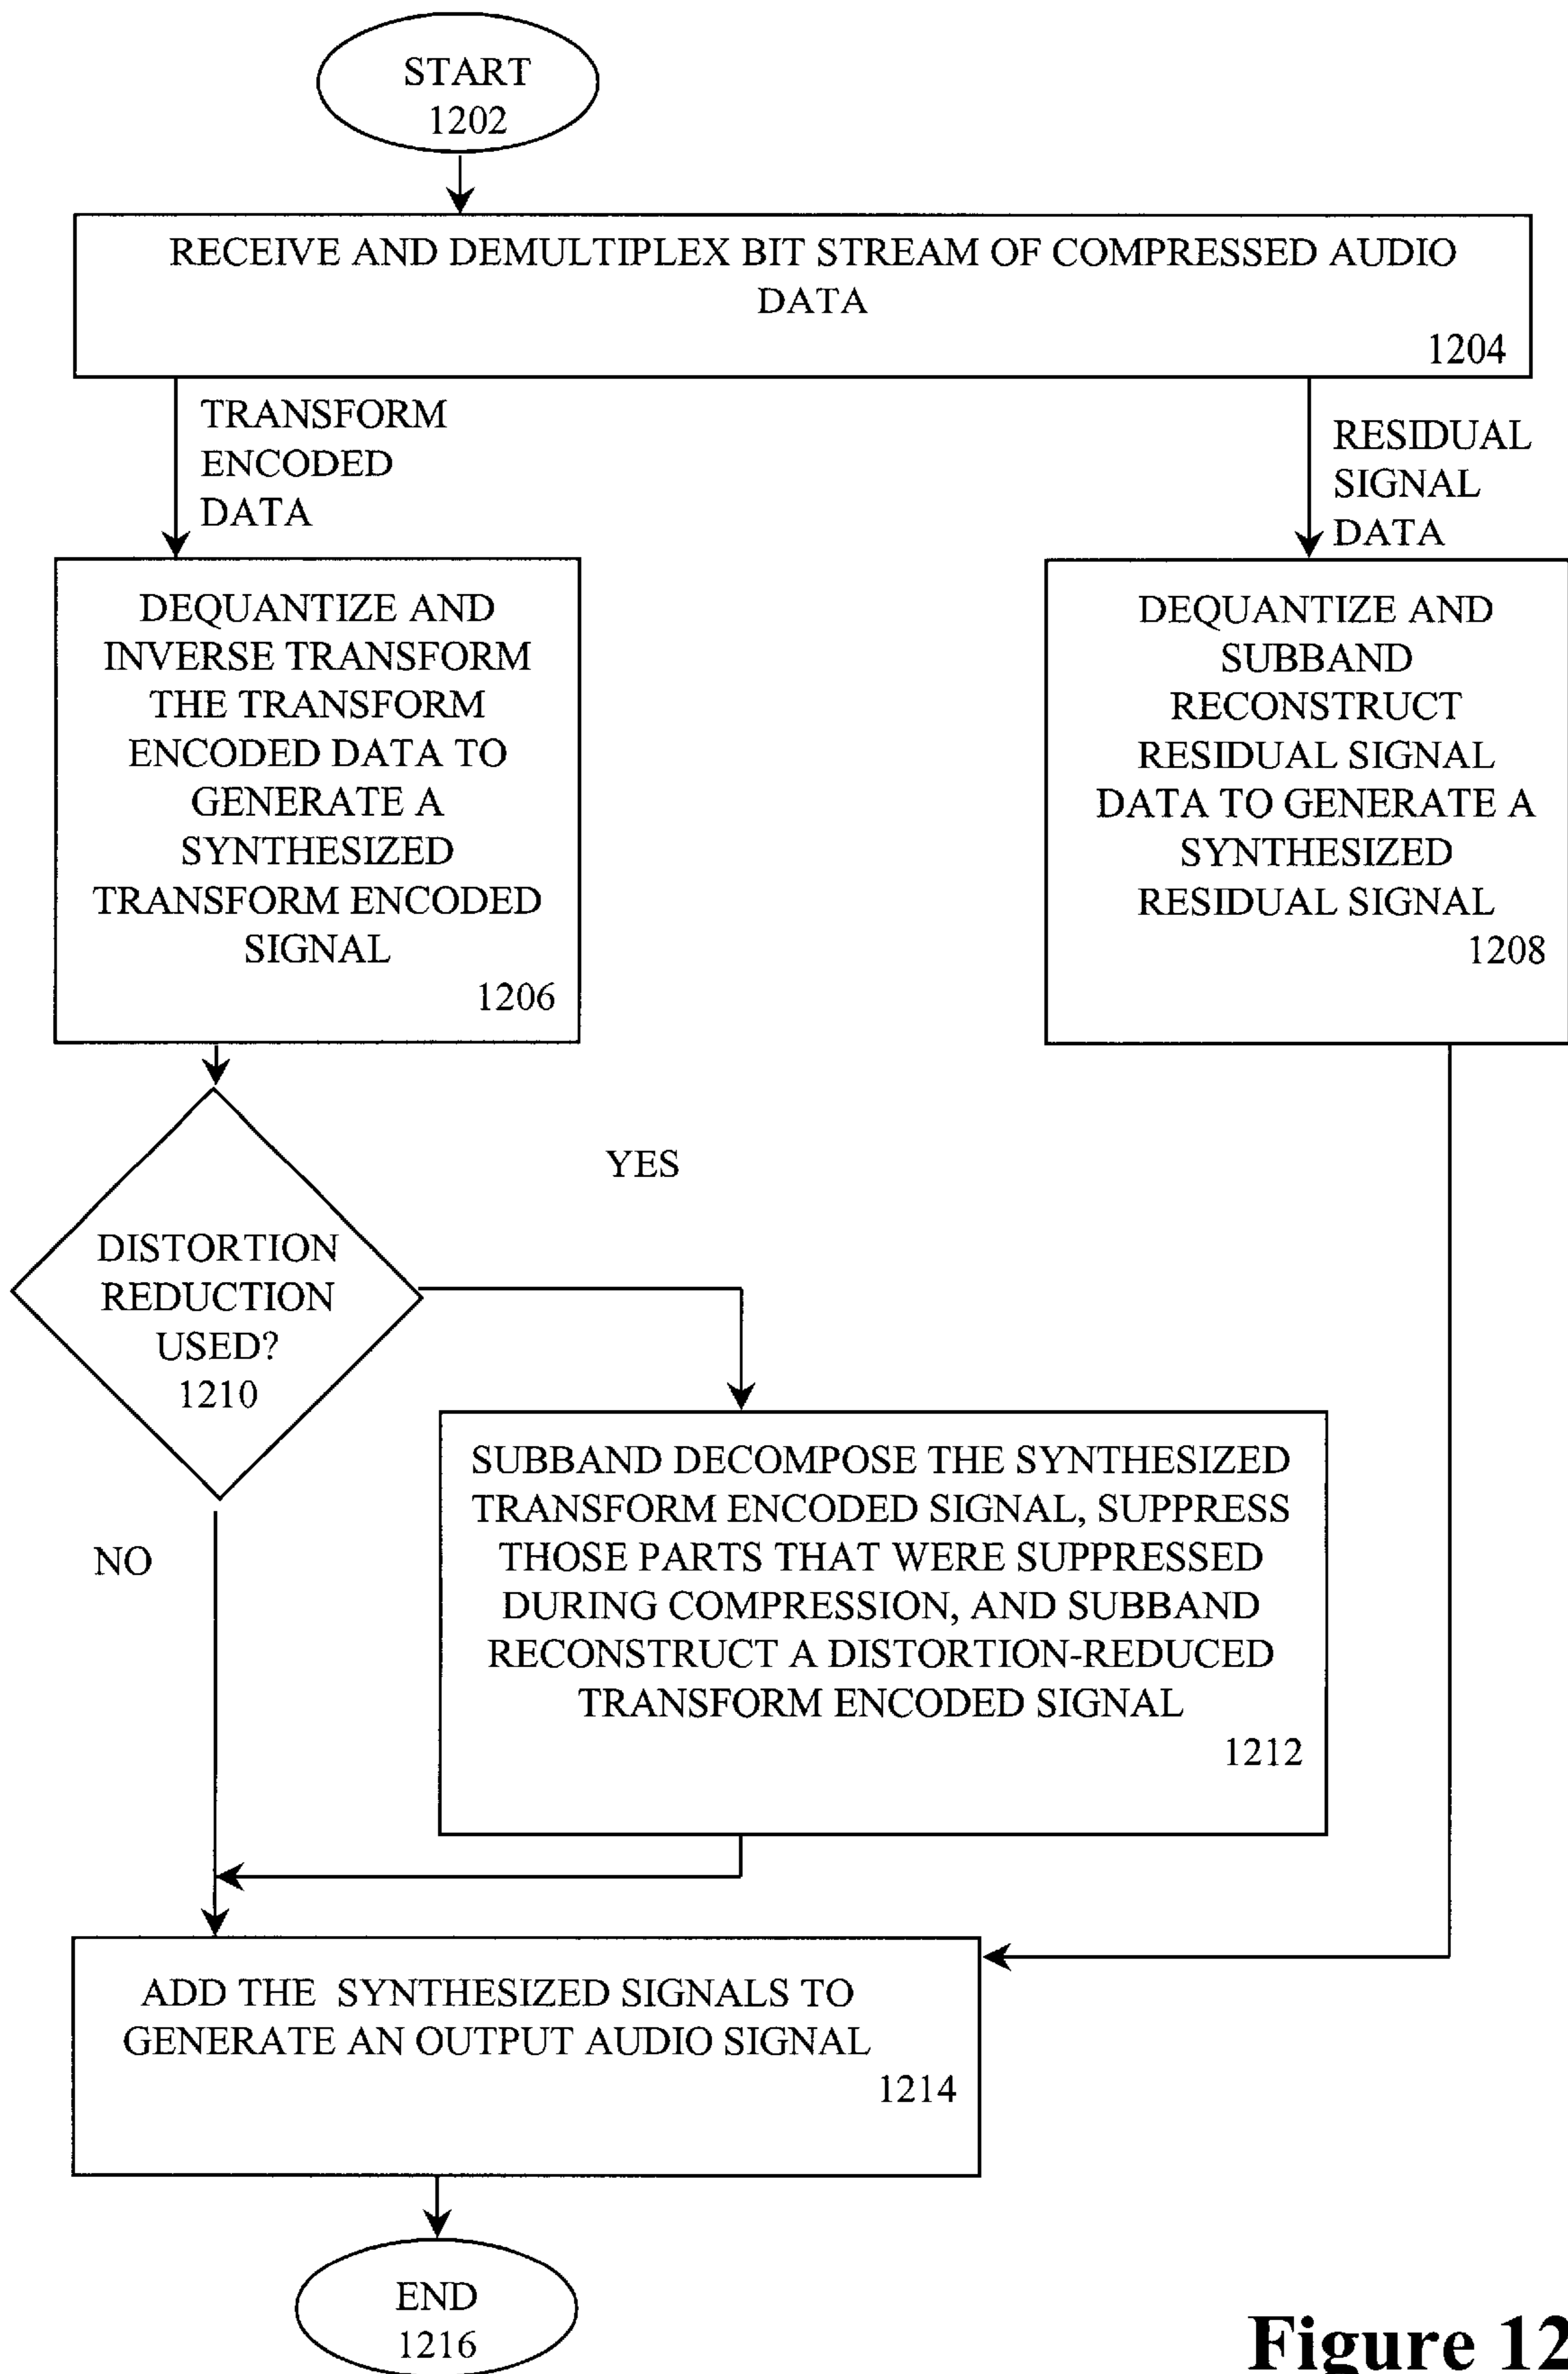 START
1202
RECEIVE AND DEMULTIPLEX BIT STREAM OF COMPRESSED AUDIO
DATA
1204
TRANSFORM
ENCODED
DATA
RESIDUAL
SIGNAL
DATA
DEQUANTIZE AND
INVERSE TRANSFORM
THE TRANSFORM
ENCODED DATA TO
GENERATE A
SYNTHESIZED
TRANSFORM ENCODED
SIGNAL
1206
DEQUANTIZE AND
SUBBAND
RECONSTRUCT
RESIDUAL SIGNAL
DATA TO GENERATE A
SYNTHESIZED
RESIDUAL SIGNAL
1208
YES
DISTORTION
REDUCTION
USED?
1210
NO
SUBBAND DECOMPOSE THE SYNTHESIZED
TRANSFORM ENCODED SIGNAL, SUPPRESS
THOSE PARTS THAT WERE SUPPRESSED
DURING COMPRESSION, AND SUBBAND
RECONSTRUCT A DISTORTION-REDUCED
TRANSFORM ENCODED SIGNAL
1212
ADD THE SYNTHESIZED SIGNALS TO
GENERATE AN OUTPUT AUDIO SIGNAL
1214
END
1216
Figure 12